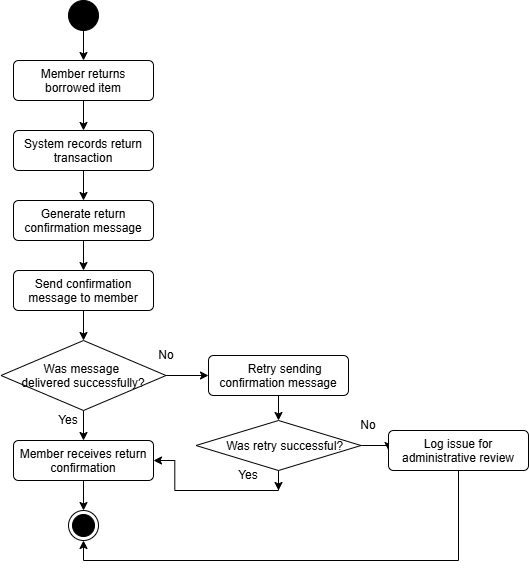 Member returns
borrowed item
System records return
transaction
Generate return
confirmation message
Send confirmation
message to member
Was message
delivered successfully?
No
Retry sending
confirmation message
Yes
Was retry successful?
No
Log issue for
administrative review
Yes
Member receives return
confirmation